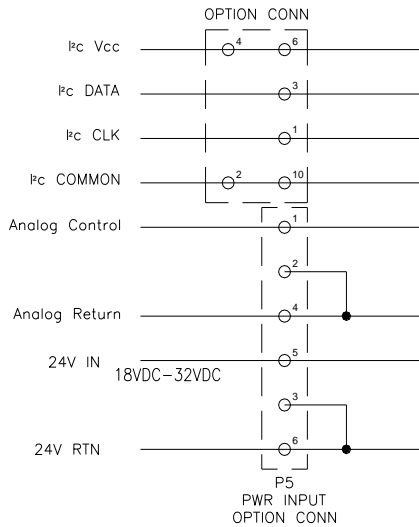 OPTION CONN
I²c Vcc 4 6
I²c DATA 3
I²c CLK 1
I²c COMMON 2 10
Analog Control 1
2
Analog Return 4
24V IN 5
18VDC-32VDC
3
24V RTN 6
P5
PWR INPUT
OPTION CONN